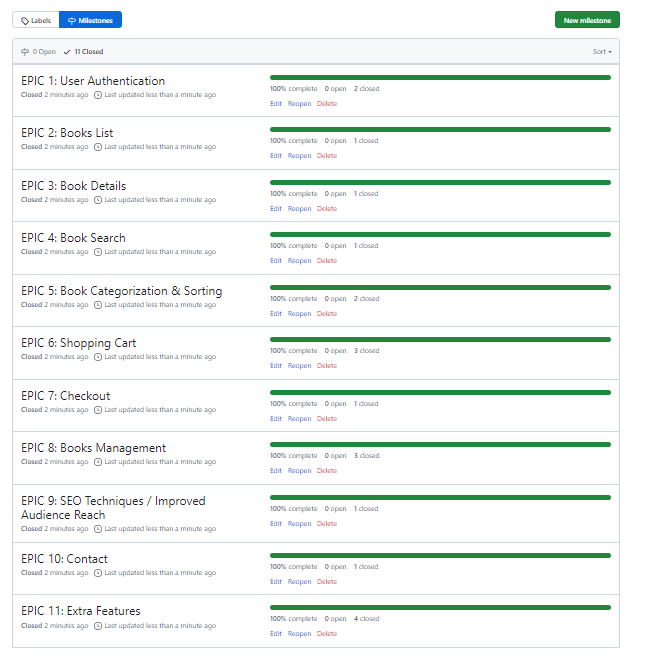 Labels Milestones New milestone
0 Open 11 Closed Sort
EPIC 1: User Authentication
Closed 2 minutes ago Last updated less than a minute ago
100% complete 0 open 2 closed
Edit Reopen Delete
EPIC 2: Books List
Closed 2 minutes ago Last updated less than a minute ago
100% complete 0 open 1 closed
Edit Reopen Delete
EPIC 3: Book Details
Closed 2 minutes ago Last updated less than a minute ago
100% complete 0 open 1 closed
Edit Reopen Delete
EPIC 4: Book Search
Closed 2 minutes ago Last updated less than a minute ago
100% complete 0 open 1 closed
Edit Reopen Delete
EPIC 5: Book Categorization & Sorting
Closed 2 minutes ago Last updated less than a minute ago
100% complete 0 open 2 closed
Edit Reopen Delete
EPIC 6: Shopping Cart
Closed 2 minutes ago Last updated less than a minute ago
100% complete 0 open 3 closed
Edit Reopen Delete
EPIC 7: Checkout
Closed 2 minutes ago Last updated less than a minute ago
100% complete 0 open 1 closed
Edit Reopen Delete
EPIC 8: Books Management
Closed 2 minutes ago Last updated less than a minute ago
100% complete 0 open 3 closed
Edit Reopen Delete
EPIC 9: SEO Techniques / Improved
Audience Reach
Closed 2 minutes ago Last updated less than a minute ago
100% complete 0 open 1 closed
Edit Reopen Delete
EPIC 10: Contact
Closed 2 minutes ago Last updated less than a minute ago
100% complete 0 open 1 closed
Edit Reopen Delete
EPIC 11: Extra Features
Closed 2 minutes ago Last updated less than a minute ago
100% complete 0 open 4 closed
Edit Reopen Delete